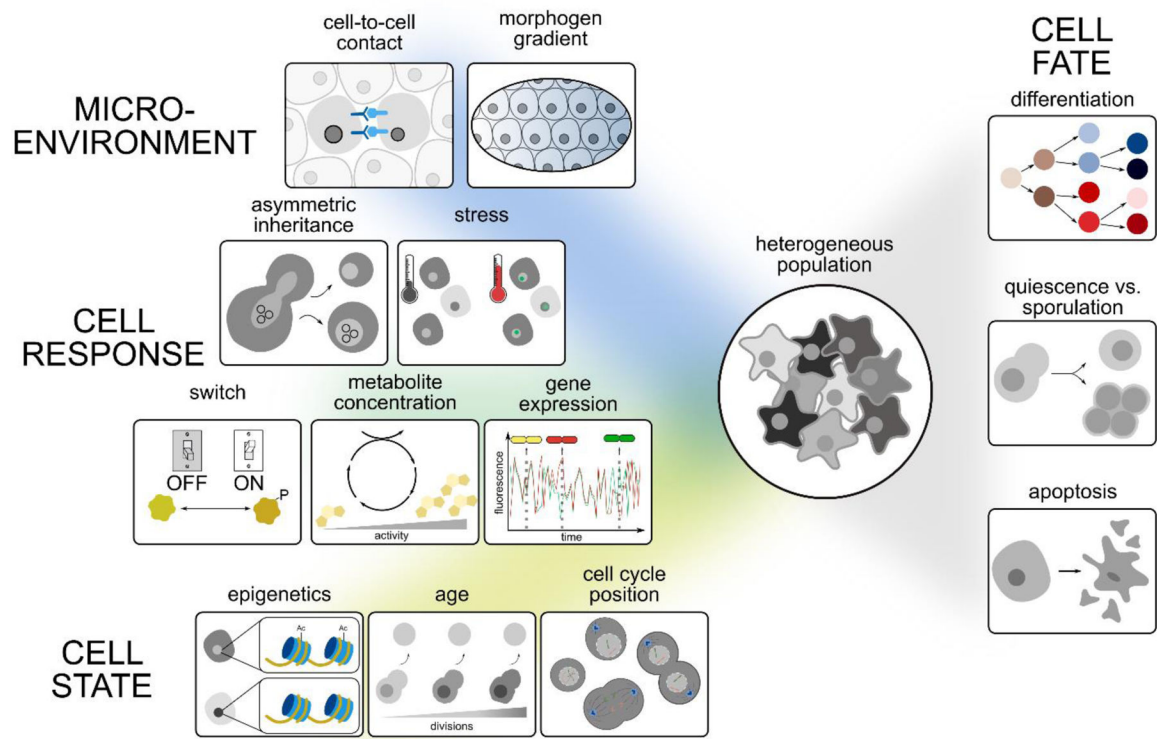 cell-to-cell
contact
morphogen
gradient
MICRO-
ENVIRONMENT
asymmetric
inheritance
stress
CELL
RESPONSE
switch
OFF
ON
P
metabolite
concentration
activity
gene
expression
fluorescence
time
CELL
STATE
epigenetics
Ac
Ac
age
divisions
cell cycle
position
heterogeneous
population
CELL
FATE
differentiation
quiescence vs.
sporulation
apoptosis